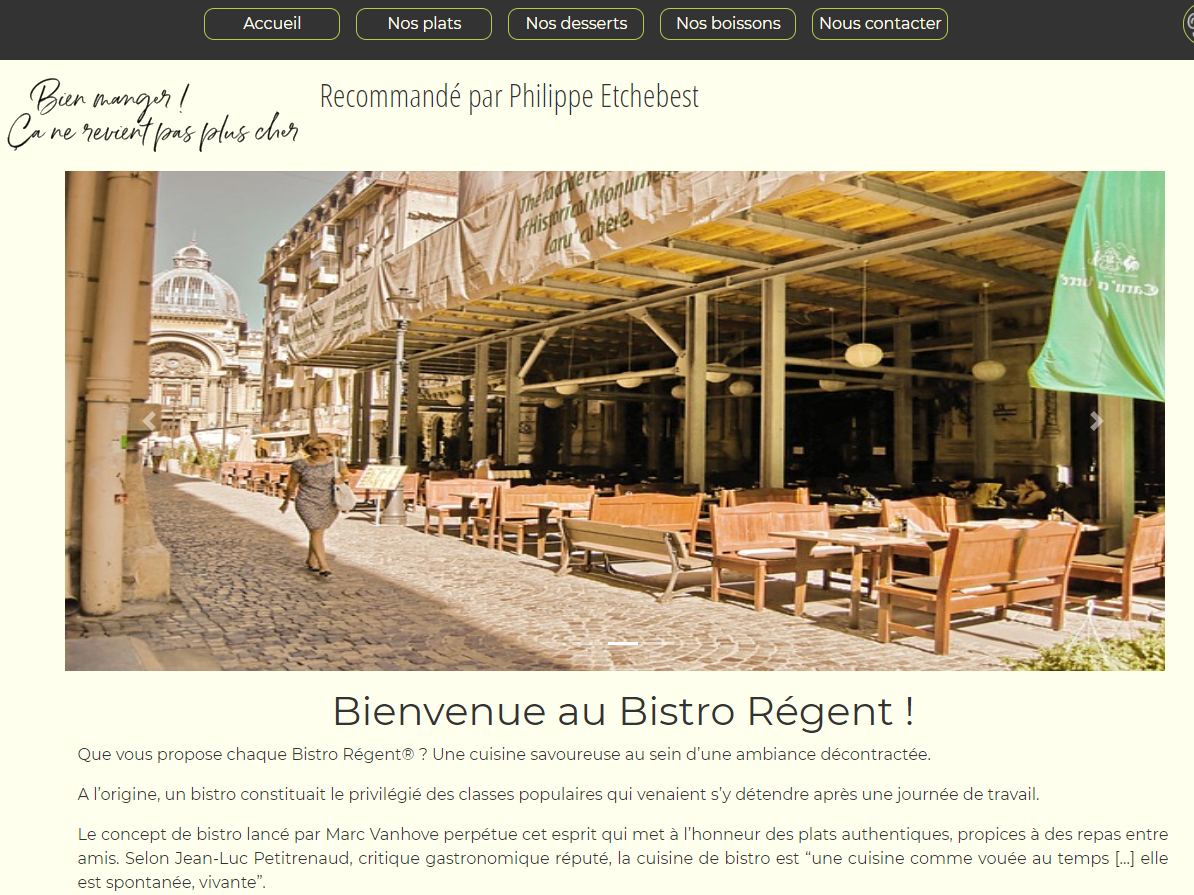 Accueil
Nos plats
Nos desserts
Nos boissons
Nous contacter
Bien manger !
Ça ne revient pas plus cher
Recommandé par Philippe Etchebest
The facade
of Historical Monument
Caru' cu bere.
Bienvenue au Bistro Régent !
Que vous propose chaque Bistro Régent® ? Une cuisine savoureuse au sein d’une ambiance décontractée.
A l’origine, un bistro constituait le privilégié des classes populaires qui venaient s’y détendre après une journée de travail.
Le concept de bistro lancé par Marc Vanhove perpétue cet esprit qui met à l’honneur des plats authentiques, propices à des repas entre
amis. Selon Jean-Luc Petitrenaud, critique gastronomique réputé, la cuisine de bistro est “une cuisine comme vouée au temps [...] elle
est spontanée, vivante”.